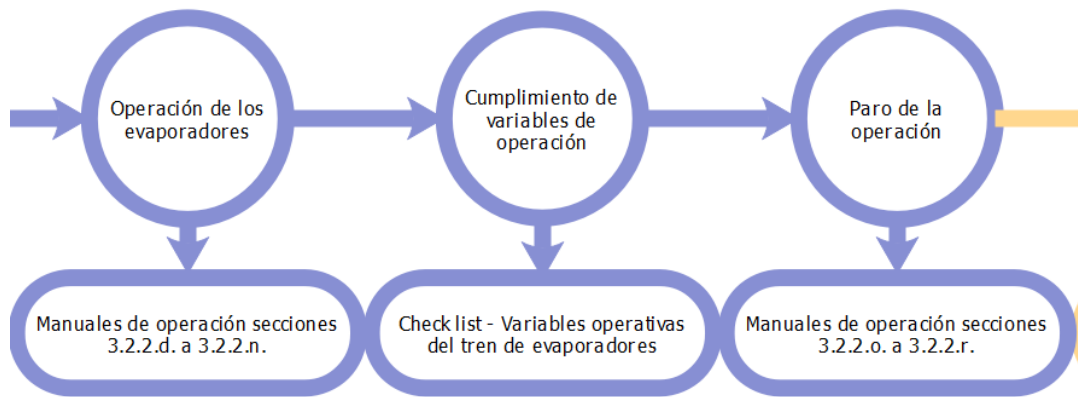 Operación de los
evaporadores
Cumplimiento de
variables de
operación
Paro de la
operación
Manuales de operación secciones
3.2.2.d. a 3.2.2.n.
Check list - Variables operativas
del tren de evaporadores
Manuales de operación secciones
3.2.2.o. a 3.2.2.r.